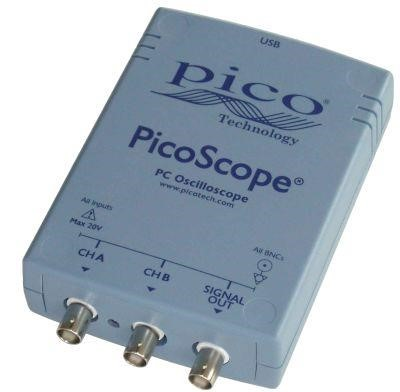 USB
pico®
Technology
PicoScope®
PC Oscilloscope
www.picotech.com
All Inputs
Max 20V
All BNCs
CH A
CH B
SIGNAL
OUT